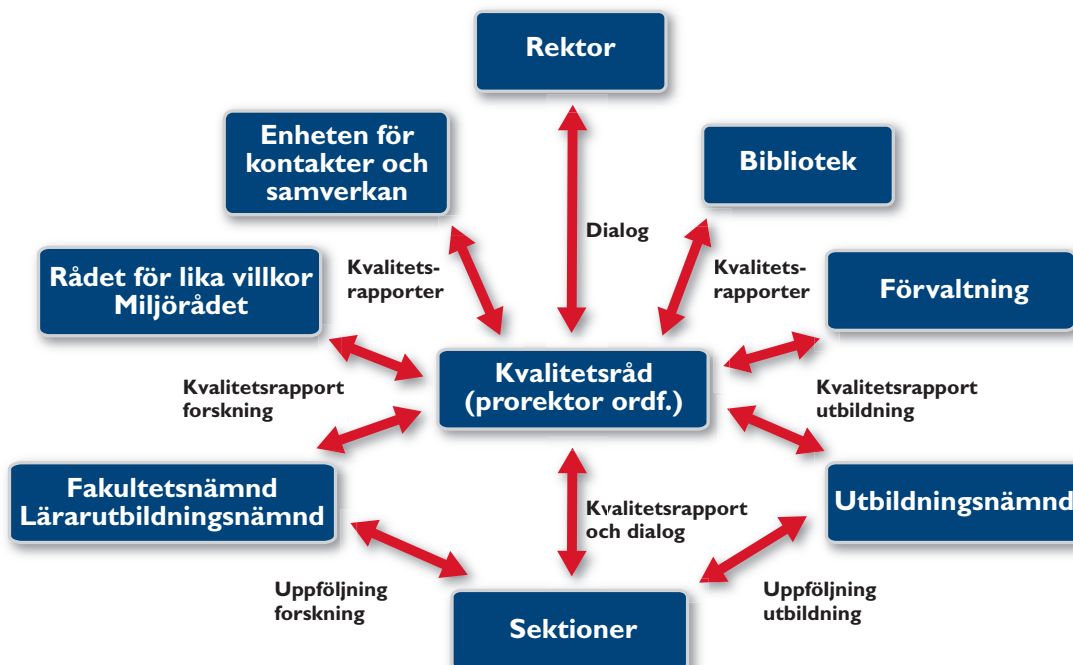 Rektor
Enheten för
kontakter och
samverkan
Bibliotek
Dialog
Rådet för lika villkor
Miljörådet
Kvalitets-
rapporter
Kvalitets-
rapporter
Förvaltning
Kvalitetsråd
(prorektor ordf.)
Kvalitetsrapport
forskning
Kvalitetsrapport
utbildning
Fakultetsnämnd
Lärarutbildningsnämnd
Kvalitetsrapport
och dialog
Utbildningsnämnd
Uppföljning
forskning
Uppföljning
utbildning
Sektioner